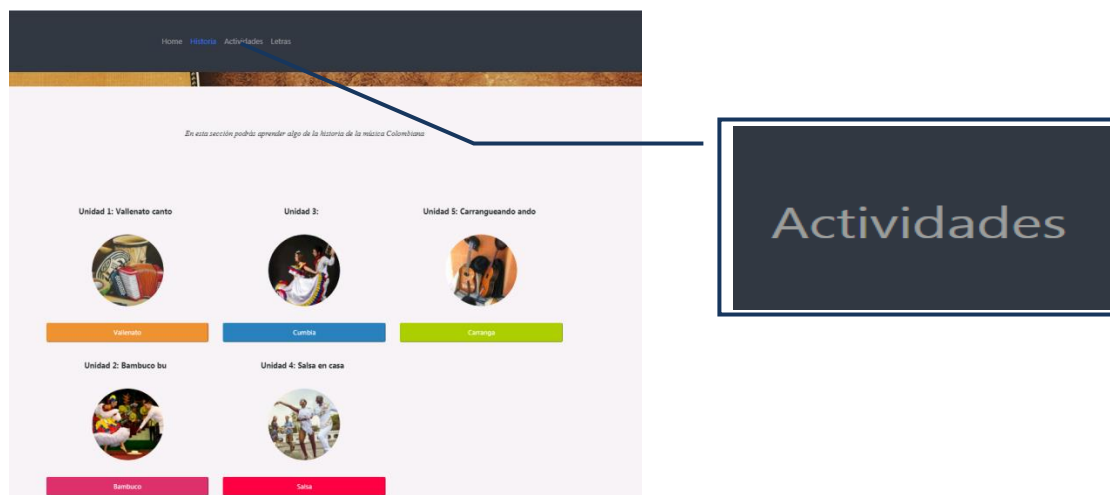 Home Historia Actividades Letras
En esta sección podrás aprender algo de la historia de la música Colombiana
Unidad 1: Vallenato canto
Unidad 3:
Unidad 5: Carrangueando ando
Vallenato
Cumbia
Carranga
Unidad 2: Bambuco bu
Unidad 4: Salsa en casa
Bambuco
Salsa
Actividades